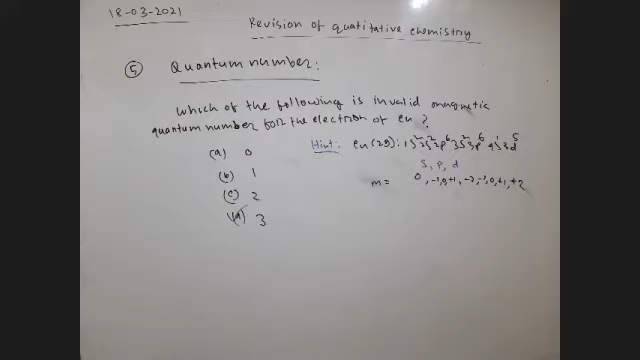 18-03-2021
Revision of quatitative chemistry
(5) Quantum number:
Which of the following is invalid magnetic
quantum number for the electron of cu ?
(a) 0
Hint: cu(29): 1s² 2s² 2p⁶ 3s² 3p⁶ 4s¹ 3d⁵
(b) 1
s, p, d
(c) 2
m = 0, -1, 0, +1, -2, -1, 0, +1, +2
(d) 3